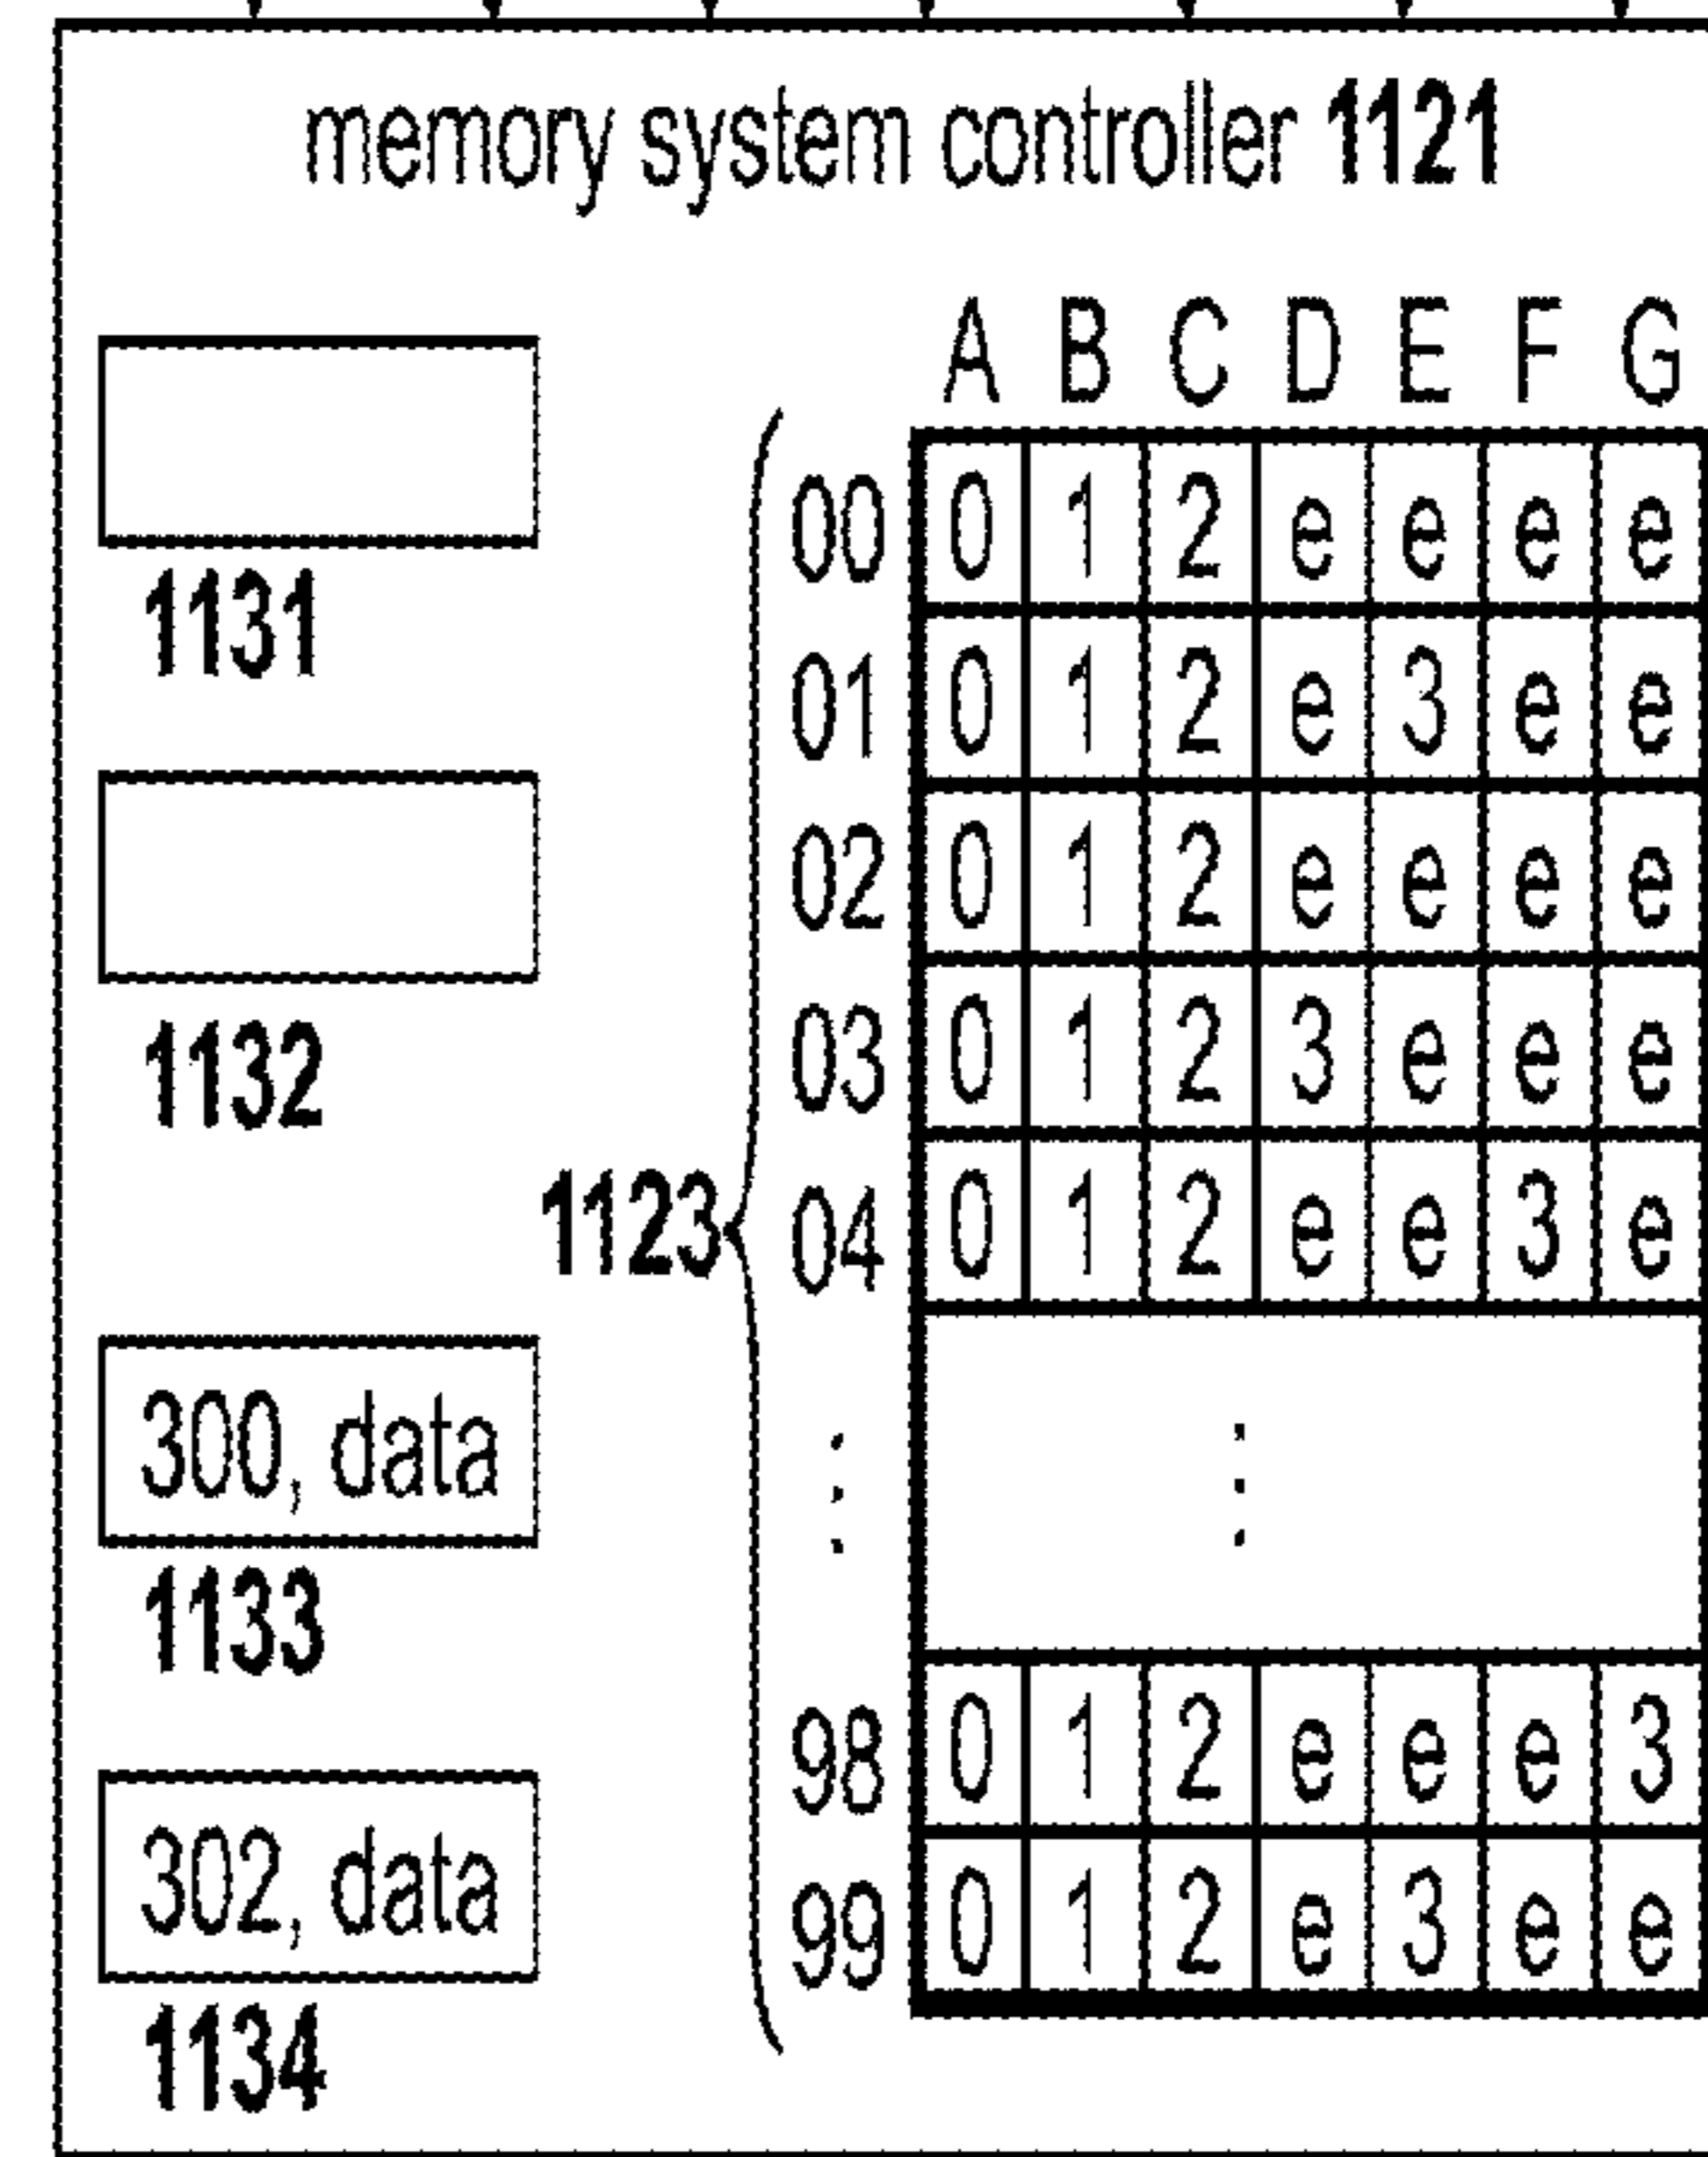 memory system controller 1121
A B C D E F G
00 0 1 2 e e e e
1131
01 0 1 2 e 3 e e
02 0 1 2 e e e e
1132
03 0 1 2 3 e e e
1123
04 0 1 2 e e 3 e
300, data
1133
98 0 1 2 e e e 3
302, data
99 0 1 2 e 3 e e
1134